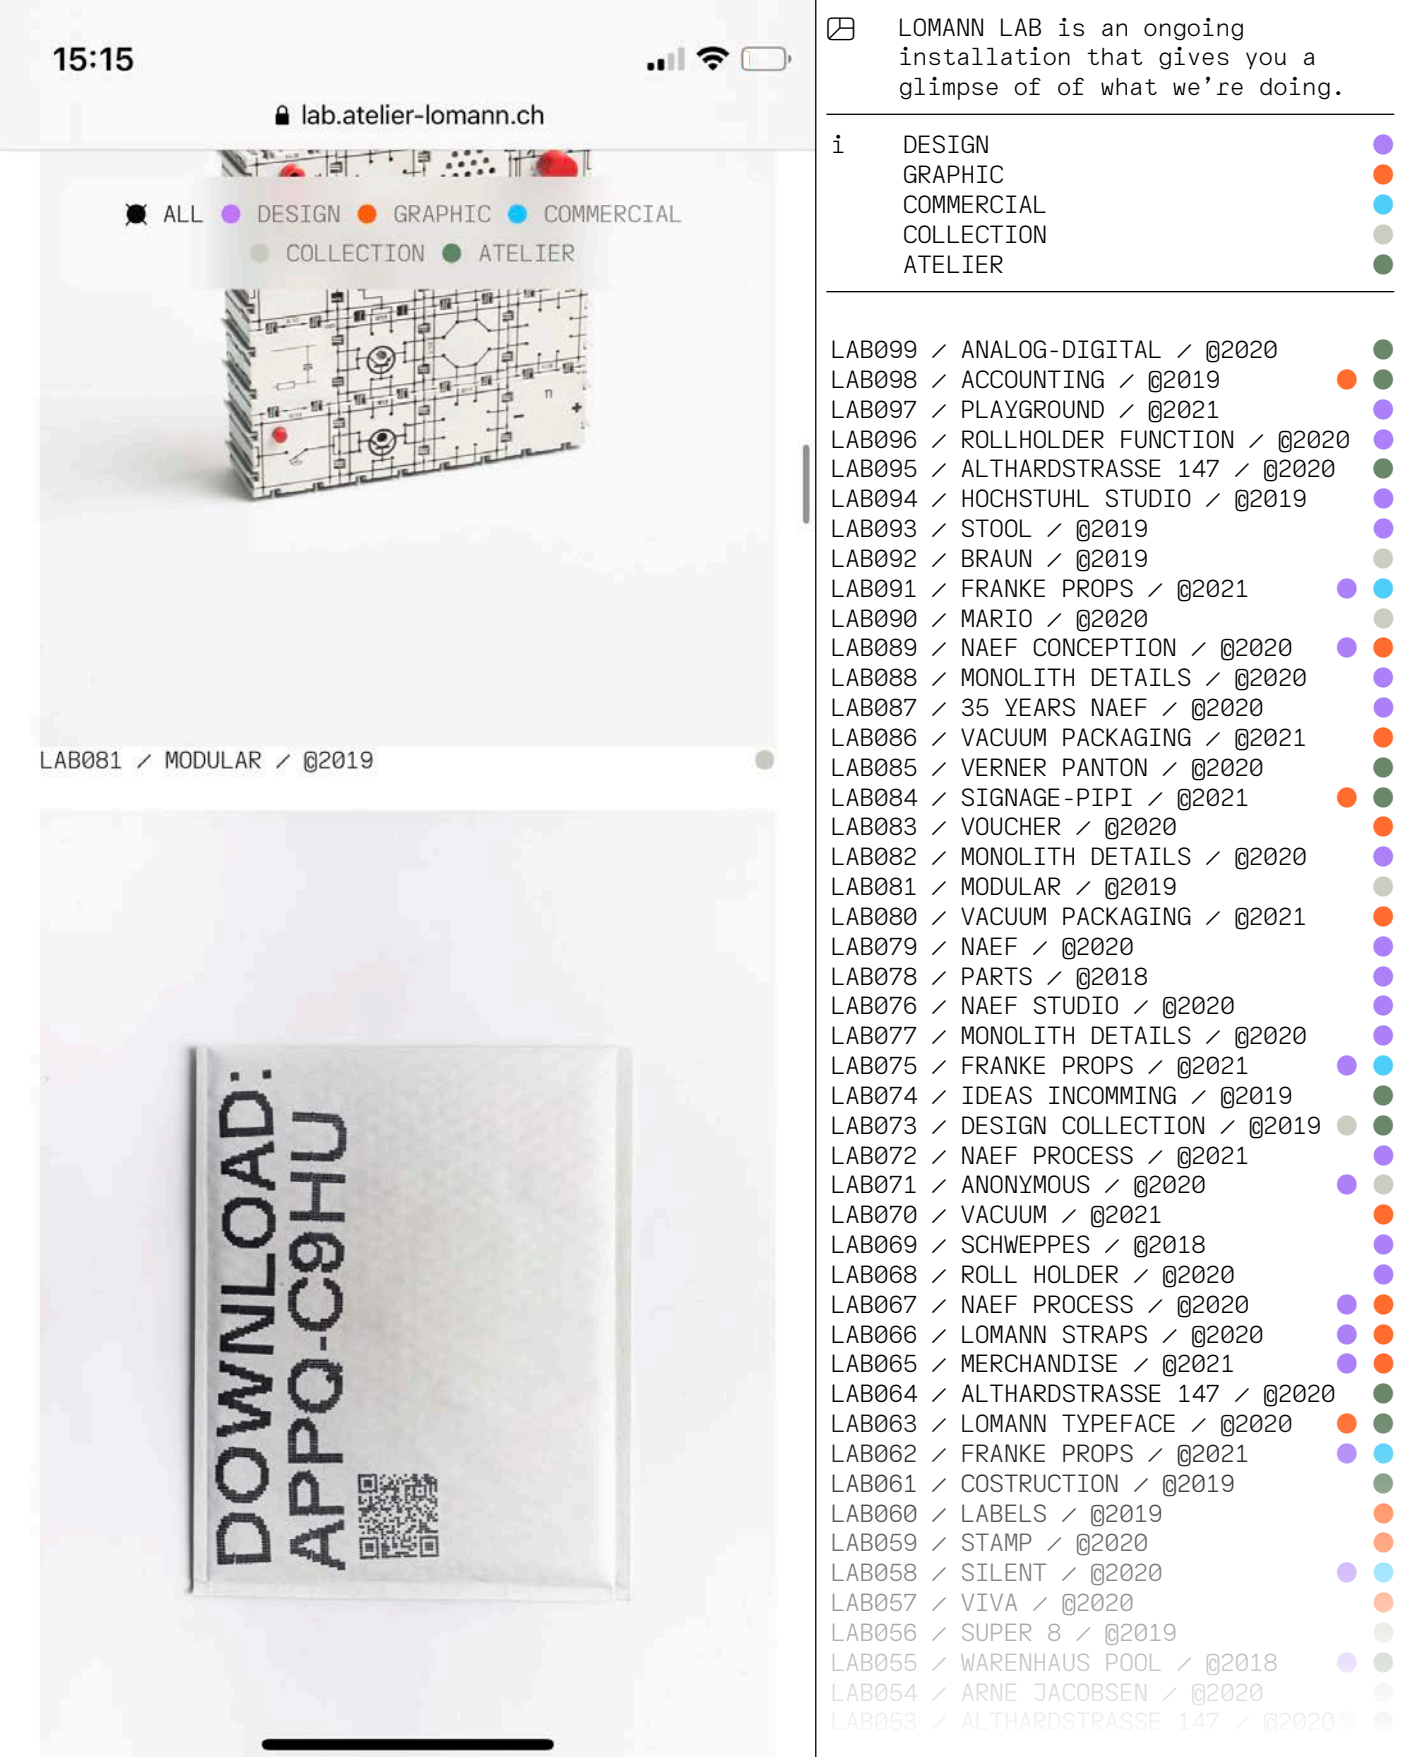 15:15
lab.atelier-lomann.ch
ALL DESIGN GRAPHIC COMMERCIAL
COLLECTION ATELIER
n
LAB081 / MODULAR / @2019
DOWNLOAD:
APPQ-C9HU
LOMANN LAB is an ongoing
installation that gives you a
glimpse of of what we're doing.
i DESIGN
GRAPHIC
COMMERCIAL
COLLECTION
ATELIER
LAB099 / ANALOG-DIGITAL / @2020
LAB098 / ACCOUNTING / @2019
LAB097 / PLAYGROUND / @2021
LAB096 / ROLLHOLDER FUNCTION / @2020
LAB095 / ALTHARDSTRASSE 147 / @2020
LAB094 / HOCHSTUHL STUDIO / @2019
LAB093 / STOOL / @2019
LAB092 / BRAUN / @2019
LAB091 / FRANKE PROPS / @2021
LAB090 / MARIO / @2020
LAB089 / NAEF CONCEPTION / @2020
LAB088 / MONOLITH DETAILS / @2020
LAB087 / 35 YEARS NAEF / @2020
LAB086 / VACUUM PACKAGING / @2021
LAB085 / VERNER PANTON / @2020
LAB084 / SIGNAGE-PIPI / @2021
LAB083 / VOUCHER / @2020
LAB082 / MONOLITH DETAILS / @2020
LAB081 / MODULAR / @2019
LAB080 / VACUUM PACKAGING / @2021
LAB079 / NAEF / @2020
LAB078 / PARTS / @2018
LAB076 / NAEF STUDIO / @2020
LAB077 / MONOLITH DETAILS / @2020
LAB075 / FRANKE PROPS / @2021
LAB074 / IDEAS INCOMMING / @2019
LAB073 / DESIGN COLLECTION / @2019
LAB072 / NAEF PROCESS / @2021
LAB071 / ANONYMOUS / @2020
LAB070 / VACUUM / @2021
LAB069 / SCHWEPPES / @2018
LAB068 / ROLL HOLDER / @2020
LAB067 / NAEF PROCESS / @2020
LAB066 / LOMANN STRAPS / @2020
LAB065 / MERCHANDISE / @2021
LAB064 / ALTHARDSTRASSE 147 / @2020
LAB063 / LOMANN TYPEFACE / @2020
LAB062 / FRANKE PROPS / @2021
LAB061 / COSTRUCTION / @2019
LAB060 / LABELS / @2019
LAB059 / STAMP / @2020
LAB058 / SILENT / @2020
LAB057 / VIVA / @2020
LAB056 / SUPER 8 / @2019
LAB055 / WARENHAUS POOL / @2018
LAB054 / ARNE JACOBSEN / @2020
LAB053 / ALTHARDSTRASSE 147 / @2020